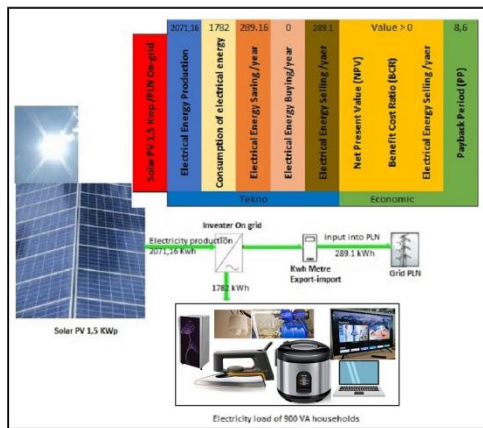 2071,16
1782
289.16
0
289.1
Value > 0
8,6
Solar PV 1,5 Kwp /PLN On-grid
Electrical Energy Production
Consumption of electrical energy
Electrical Energy Saving/year
Electrical Energy Buying/year
Electrical Energy Selling /yaer
Net Present Value (NPV)
Benefit Cost Ratio (BCR)
Electrical Energy Selling/yaer
Payback Period (PP)
Tekno
Economic
Inventer On grid
Electricity production
2071,16 Kwh
input into PLN
289.1 kWh
Kwh Metre
Export-import
Grid PLN
1782 kWh
Solar PV 1,5 KWp
Electricity load of 900 VA households